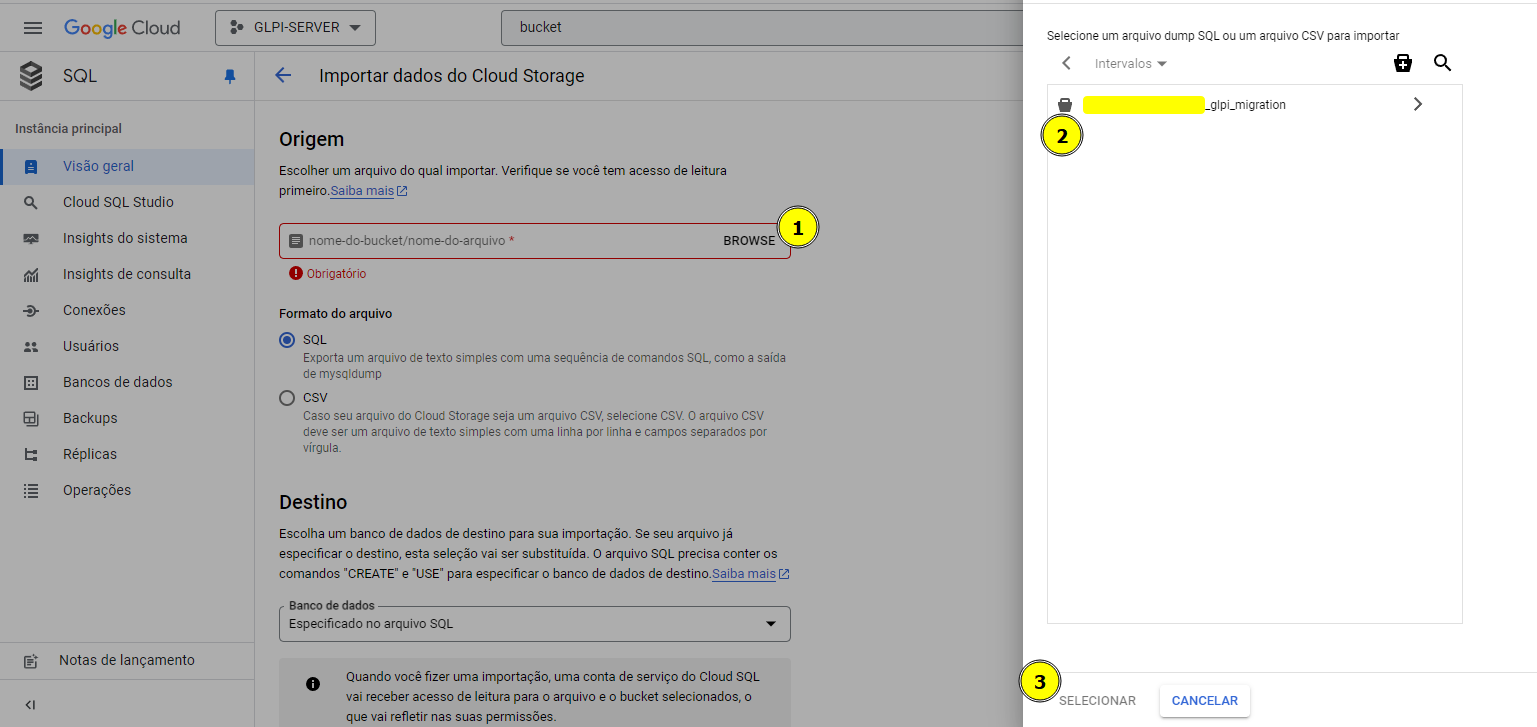 Google Cloud
GLPI-SERVER
bucket
SQL
Importar dados do Cloud Storage
Instância principal
Visão geral
Cloud SQL Studio
Insights do sistema
Insights de consulta
Conexões
Usuários
Bancos de dados
Backups
Réplicas
Operações
Notas de lançamento
Origem
Escolher um arquivo do qual importar. Verifique se você tem acesso de leitura
primeiro.Saiba mais
nome-do-bucket/nome-do-arquivo *
BROWSE
1
Obrigatório
Formato do arquivo
SQL
Exporta um arquivo de texto simples com uma sequência de comandos SQL, como a saída
de mysqldump
CSV
Caso seu arquivo do Cloud Storage seja um arquivo CSV, selecione CSV. O arquivo CSV
deve ser um arquivo de texto simples com uma linha por linha e campos separados por
vírgula.
Destino
Escolha um banco de dados de destino para sua importação. Se seu arquivo já
especificar o destino, esta seleção vai ser substituída. O arquivo SQL precisa conter os
comandos "CREATE" e "USE" para especificar o banco de dados de destino.Saiba mais
Banco de dados
Especificado no arquivo SQL
Quando você fizer uma importação, uma conta de serviço do Cloud SQL
vai receber acesso de leitura para o arquivo e o bucket selecionados, o
que vai refletir nas suas permissões.
Selecione um arquivo dump SQL ou um arquivo CSV para importar
Intervalos
_glpi_migration
2
3
SELECIONAR
CANCELAR